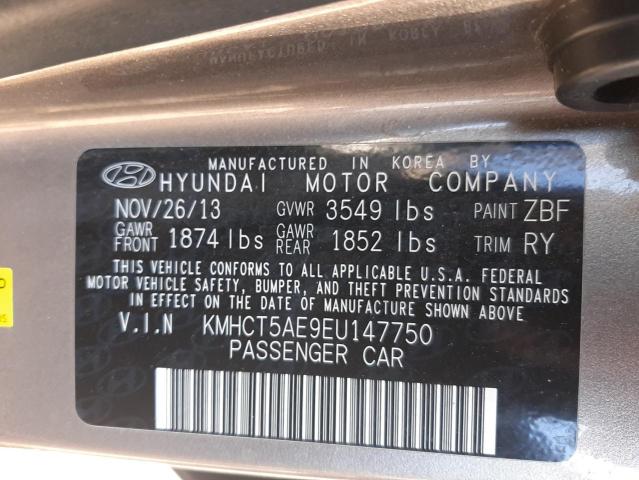 MANUFACTURED IN KOREA BY
HYUNDAI MOTOR COMPANY
NOV/26/13 GVWR 3549 lbs PAINT ZBF
GAWR FRONT 1874 lbs GAWR REAR 1852 lbs TRIM RY
THIS VEHICLE CONFORMS TO ALL APPLICABLE U.S.A. FEDERAL
MOTOR VEHICLE SAFETY, BUMPER, AND THEFT PREVENTION STANDARDS
IN EFFECT ON THE DATE OF MANUFACTURE SHOWN ABOVE.
V.I.N KMHCT5AE9EU147750
PASSENGER CAR